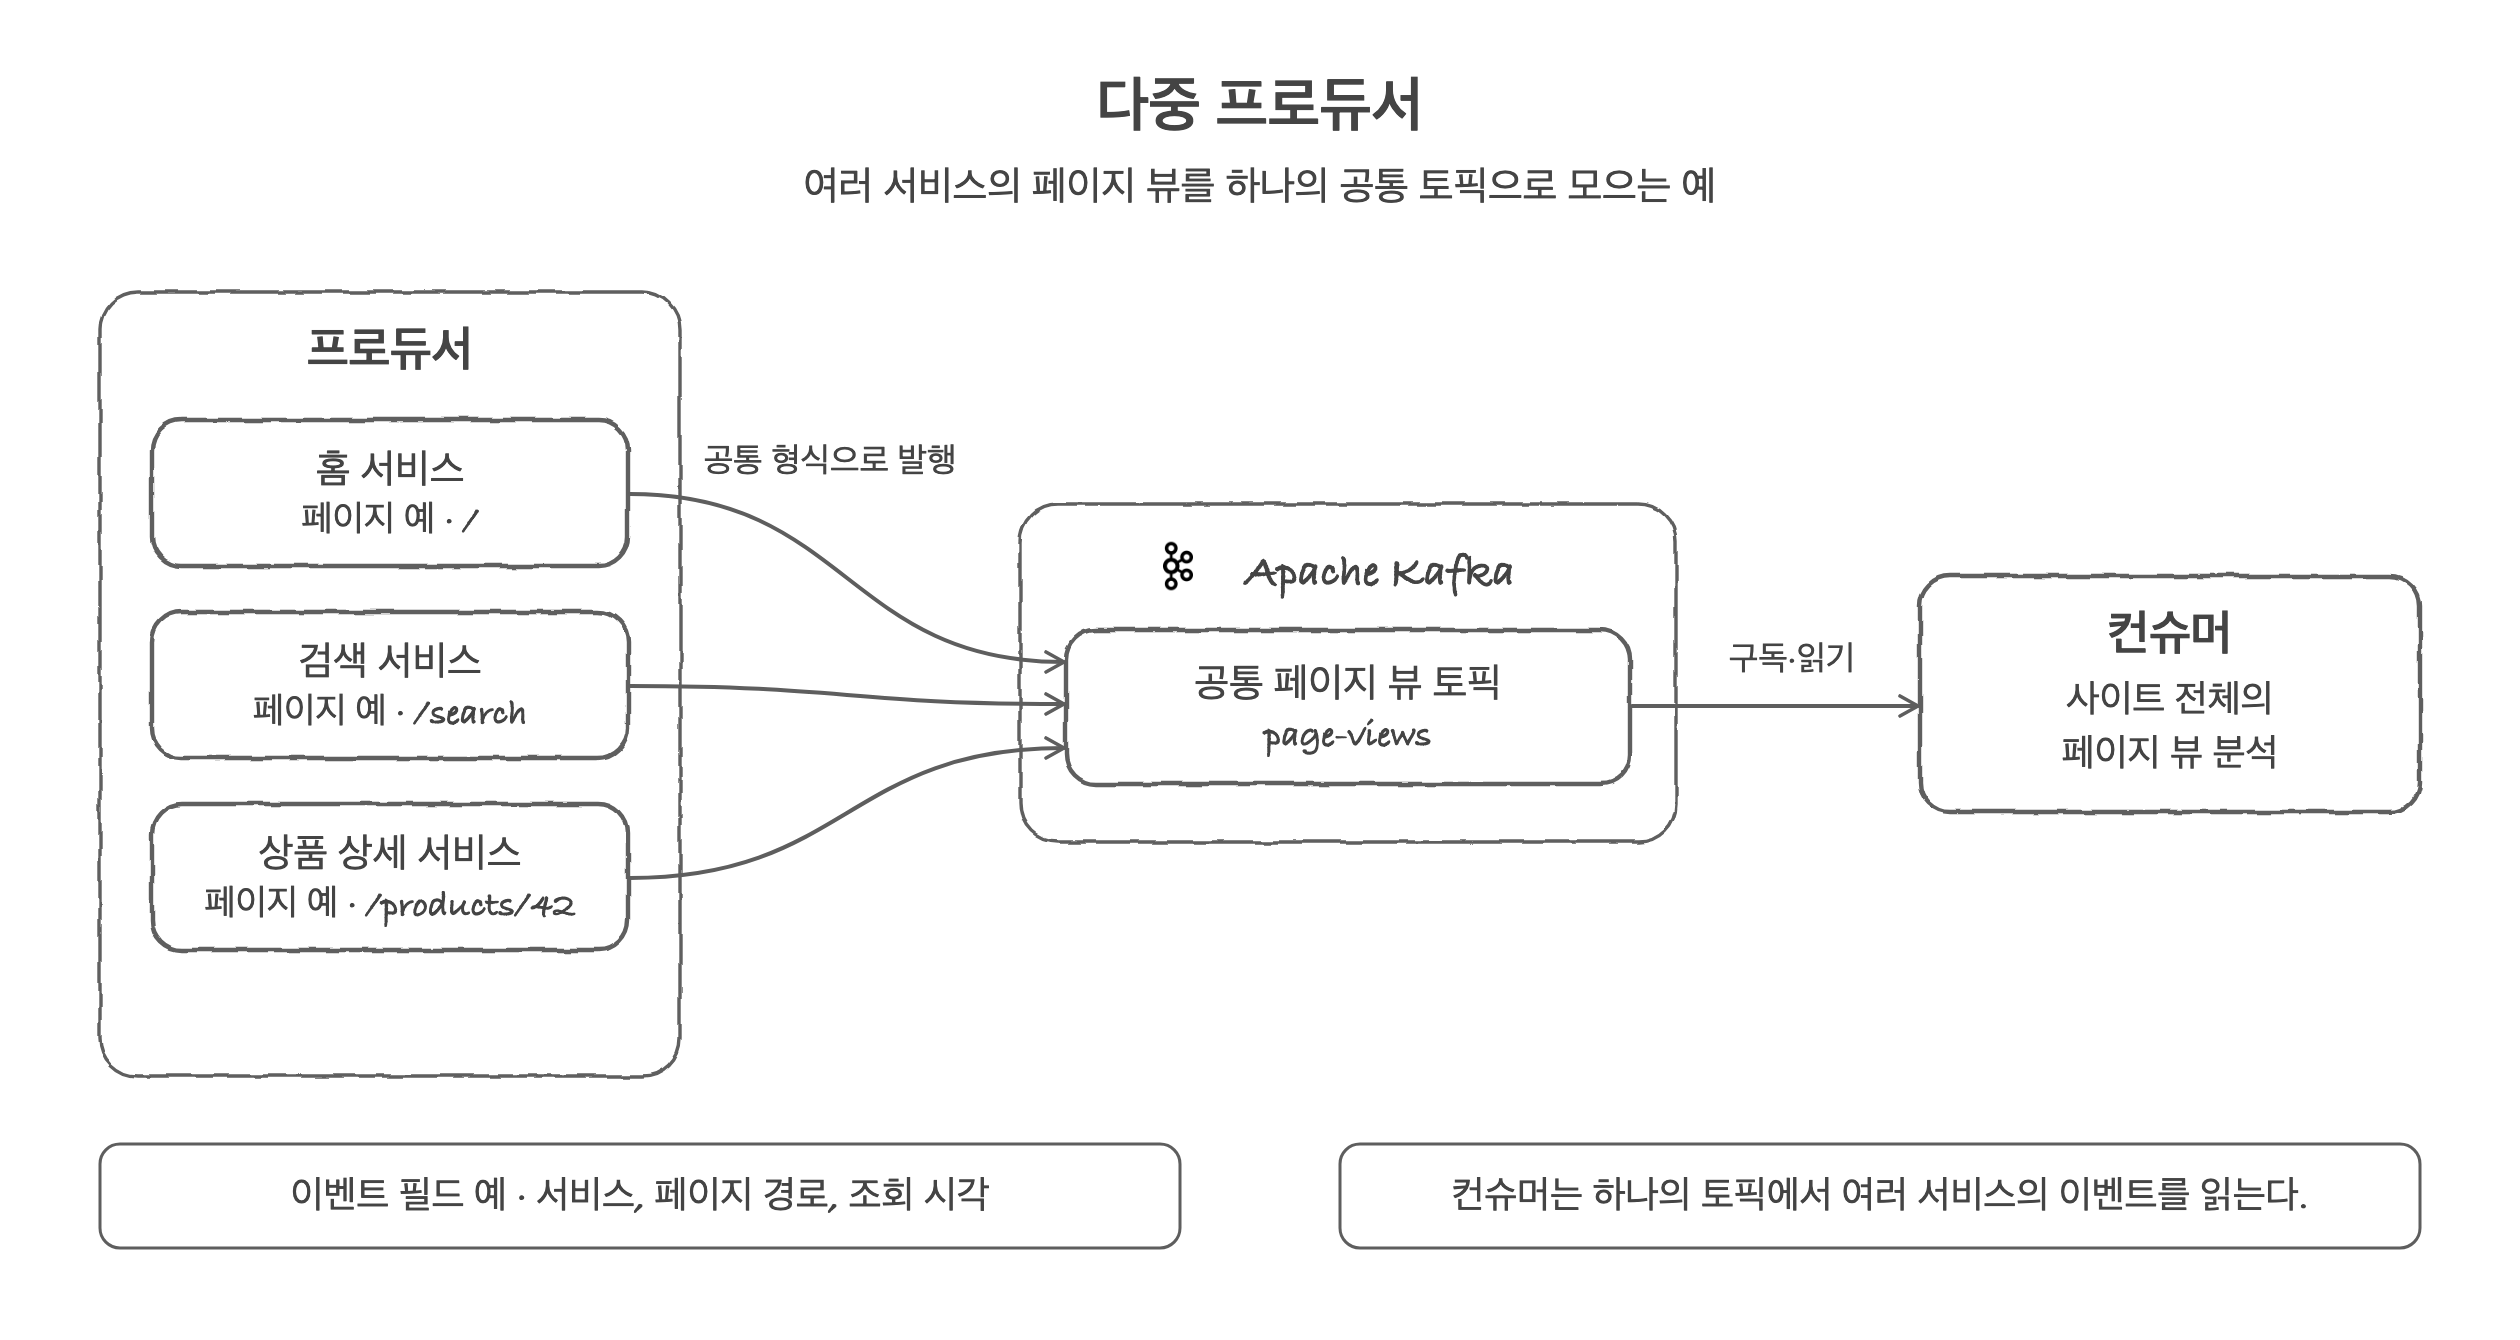 다중 프로듀서
여러 서비스의 페이지 뷰를 하나의 공통 토픽으로 모으는 예
프로듀서
홈 서비스
페이지 예 · /
검색 서비스
페이지 예 · /search
상품 상세 서비스
페이지 예 · /products/42
공통 형식으로 발행
Apache Kafka
공통 페이지 뷰 토픽
page-views
구독·읽기
컨슈머
사이트 전체의
페이지 뷰 분석
이벤트 필드 예 · 서비스, 페이지 경로, 조회 시각
컨슈머는 하나의 토픽에서 여러 서비스의 이벤트를 읽는다.